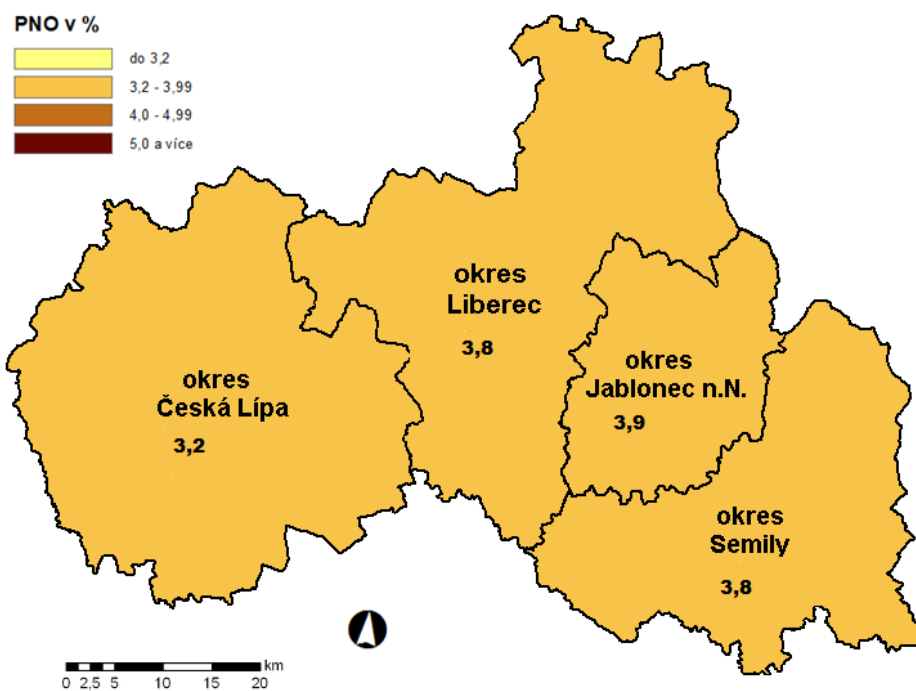 PNO v %
do 3,2
3,2 - 3,99
4,0 - 4,99
5,0 a více
okres
Liberec
3,8
okres
Jablonec n.N.
3,9
okres
Česká Lípa
3,2
okres
Semily
3,8
km
0 2,5 5 10 15 20